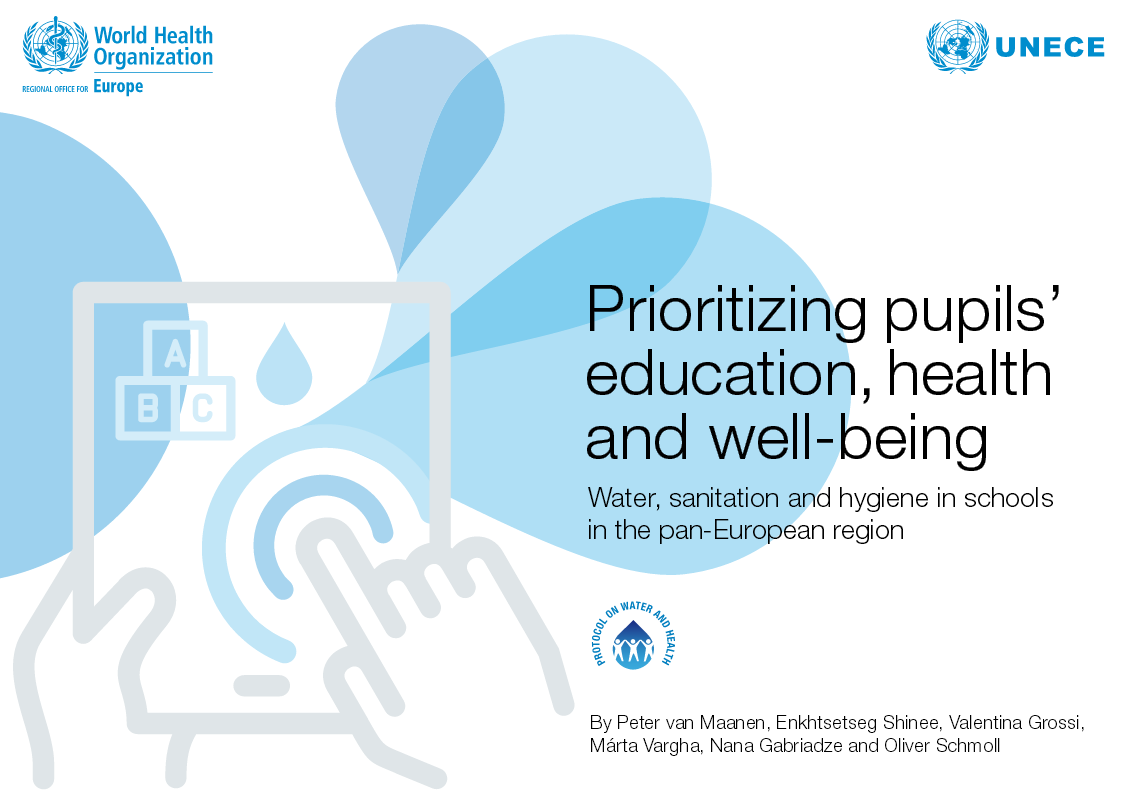 World Health
Organization
REGIONAL OFFICE FOR Europe
UNECE
Prioritizing pupils’
education, health
and well-being
Water, sanitation and hygiene in schools
in the pan-European region
A
B C
PROTOCOL ON WATER AND HEALTH
By Peter van Maanen, Enkhtsetseg Shinee, Valentina Grossi,
Márta Vargha, Nana Gabriadze and Oliver Schmoll